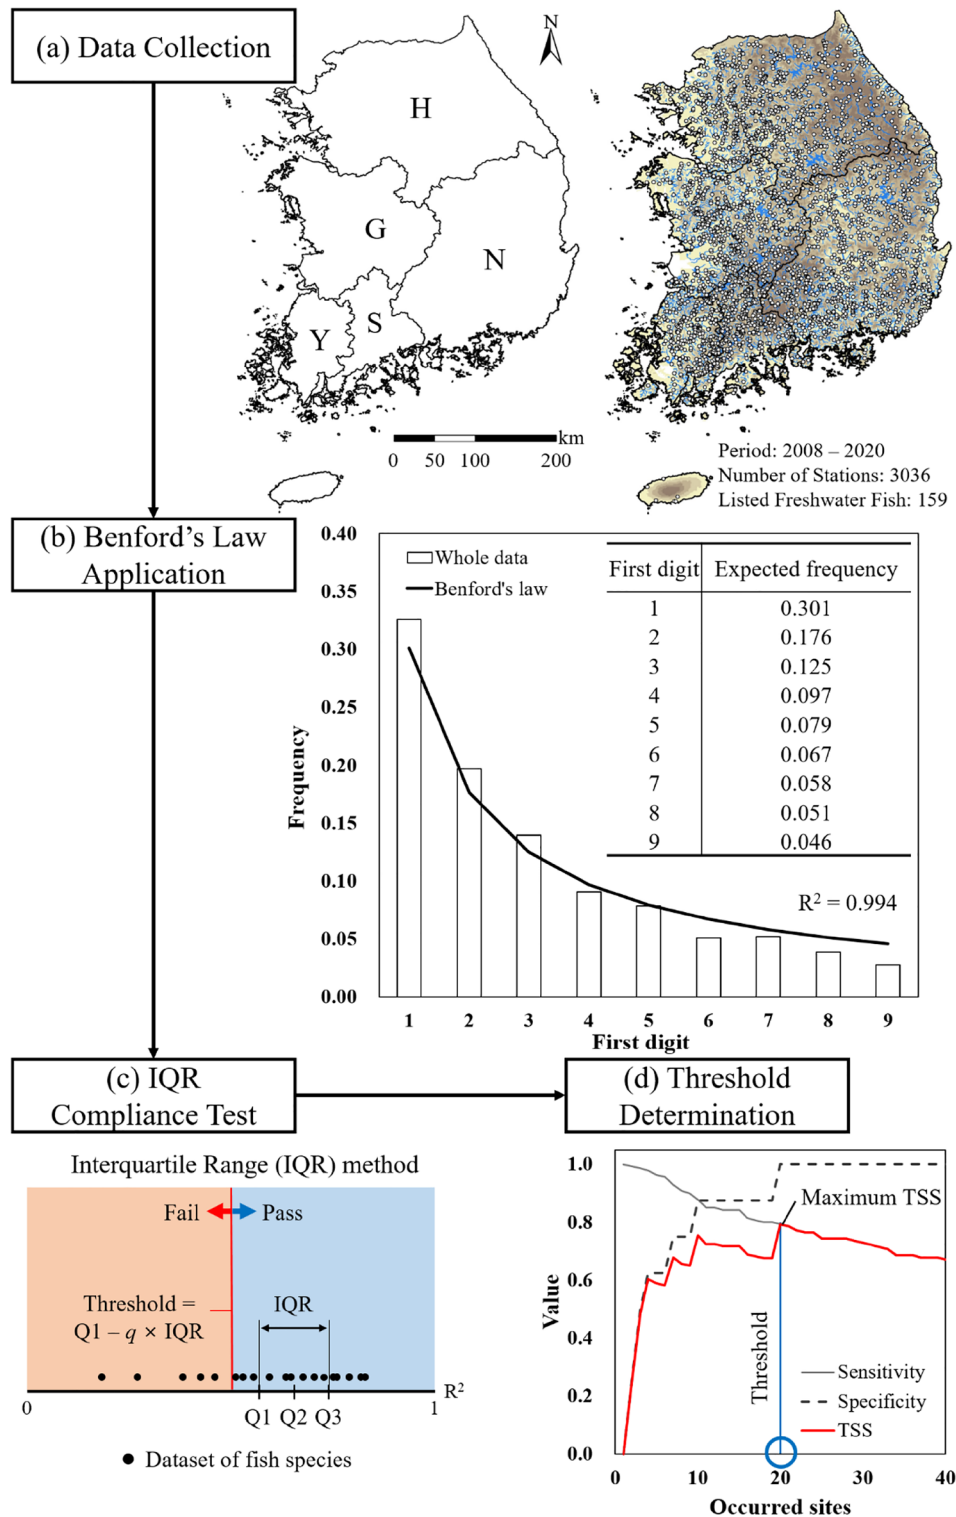 (a) Data Collection
N
H
G
N
S
Y
km
0 50 100 200
Period: 2008 – 2020
Number of Stations: 3036
Listed Freshwater Fish: 159
(b) Benford's Law
Application
Whole data
Benford's law
First digit Expected frequency
1 0.301
2 0.176
3 0.125
4 0.097
5 0.079
6 0.067
7 0.058
8 0.051
9 0.046
R² = 0.994
Frequency
0.40
0.35
0.30
0.25
0.20
0.15
0.10
0.05
0.00
1 2 3 4 5 6 7 8 9
First digit
(c) IQR
Compliance Test
Interquartile Range (IQR) method
Fail Pass
Threshold =
Q1 – q × IQR
IQR
R²
0 1
Q1 Q2 Q3
Dataset of fish species
(d) Threshold
Determination
Value
1.0
0.8
0.6
0.4
0.2
0.0
Maximum TSS
Threshold
Sensitivity
Specificity
TSS
0 10 20 30 40
Occurred sites